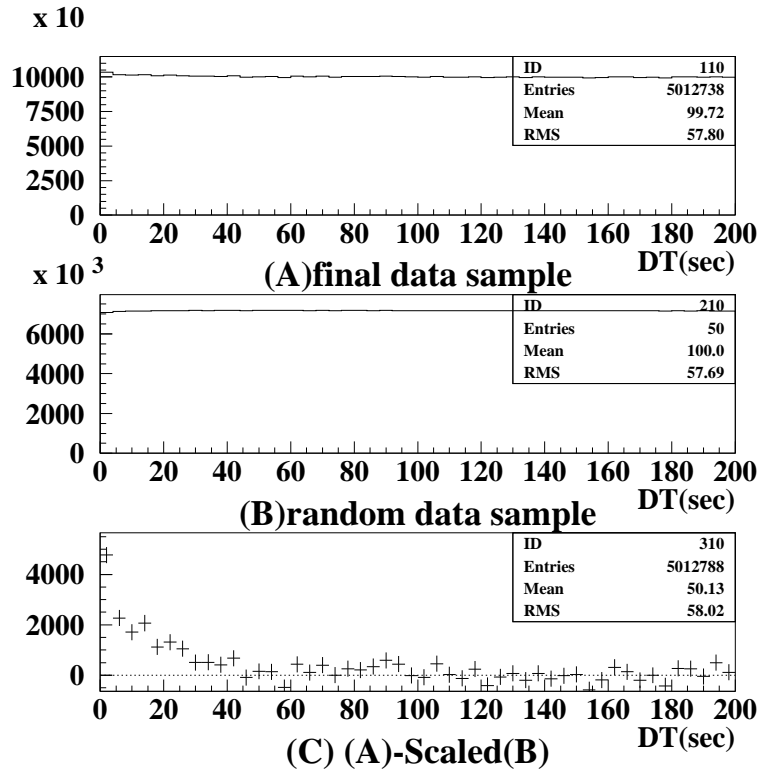 x 10
10000
7500
5000
2500
0
0 20 40 60 80 100 120 140 160 180 200
ID 110
Entries 5012738
Mean 99.72
RMS 57.80
DT(sec)
(A)final data sample
x 10 3
6000
4000
2000
0
0 20 40 60 80 100 120 140 160 180 200
ID 210
Entries 50
Mean 100.0
RMS 57.69
DT(sec)
(B)random data sample
4000
2000
0
0 20 40 60 80 100 120 140 160 180 200
ID 310
Entries 5012788
Mean 50.13
RMS 58.02
DT(sec)
(C) (A)-Scaled(B)